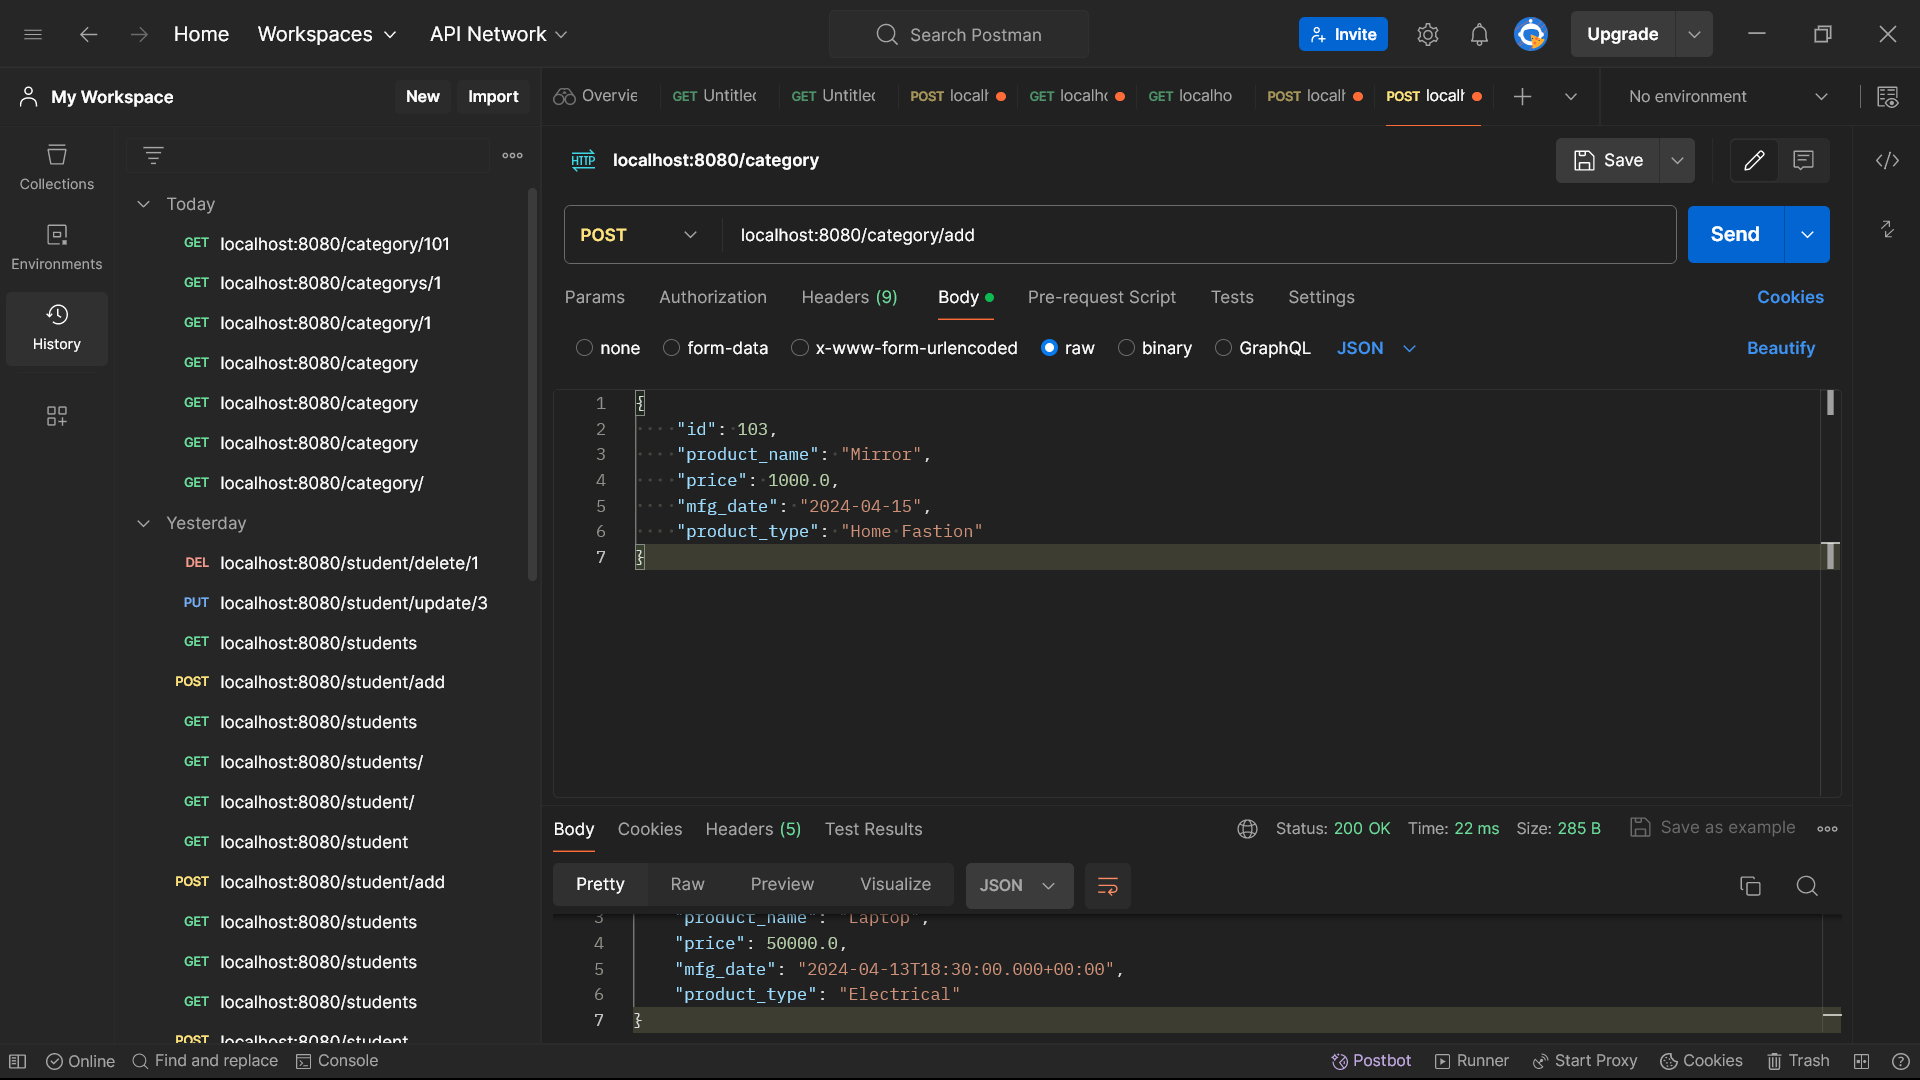 Home Workspaces API Network Search Postman Invite Upgrade
My Workspace New Import Overvie GET Untitle GET Untitle POST locall GET localho GET localho POST locall POST locall No environment
HTTP localhost:8080/category Save
Collections
Environments
History
Today
GET localhost:8080/category/101
GET localhost:8080/categorys/1
GET localhost:8080/category/1
GET localhost:8080/category
GET localhost:8080/category
GET localhost:8080/category
GET localhost:8080/category/
Yesterday
DEL localhost:8080/student/delete/1
PUT localhost:8080/student/update/3
GET localhost:8080/students
POST localhost:8080/student/add
GET localhost:8080/students
GET localhost:8080/students/
GET localhost:8080/student/
GET localhost:8080/student
POST localhost:8080/student/add
GET localhost:8080/students
GET localhost:8080/students
GET localhost:8080/students
POST localhost:8080/student
POST localhost:8080/category/add Send
Params Authorization Headers (9) Body Pre-request Script Tests Settings Cookies
none form-data x-www-form-urlencoded raw binary GraphQL JSON Beautify
1 {
2 "id": 103,
3 "product_name": "Mirror",
4 "price": 1000.0,
5 "mfg_date": "2024-04-15",
6 "product_type": "Home Fastion"
7 }
Body Cookies Headers (5) Test Results Status: 200 OK Time: 22 ms Size: 285 B Save as example
Pretty Raw Preview Visualize JSON
3 "product_name": "Laptop",
4 "price": 50000.0,
5 "mfg_date": "2024-04-13T18:30:00.000+00:00",
6 "product_type": "Electrical"
7 }
Online Find and replace Console Postbot Runner Start Proxy Cookies Trash